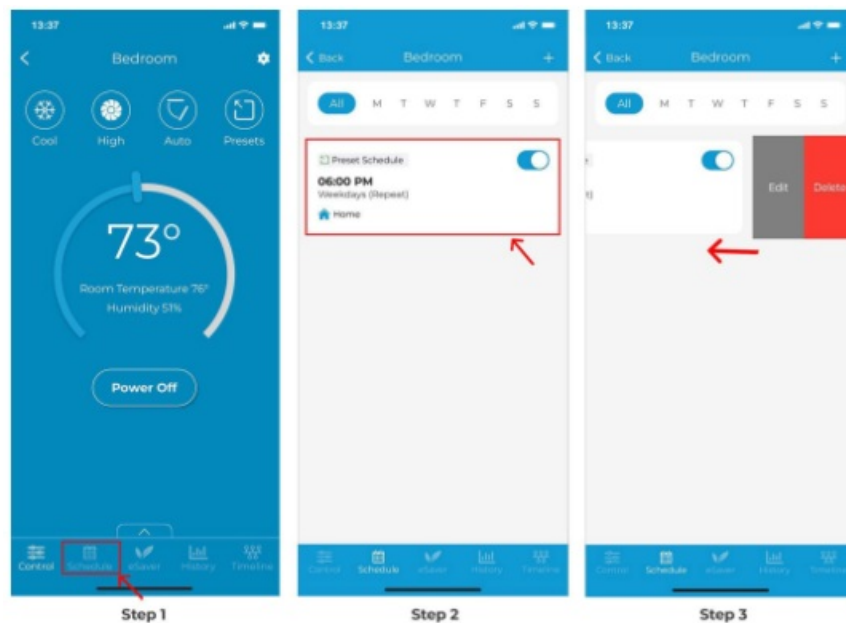 13:37
Bedroom
Cool High Auto Presets
73°
Room Temperature 76°
Humidity 51%
Power Off
Control Schedule eSaver History Timeline
Step 1
13:37
Back Bedroom +
All M T W T F S S
Preset Schedule
06:00 PM
Weekdays (Repeat)
Home
Control Schedule eSaver History Timeline
Step 2
13:37
Back Bedroom +
All M T W T F S S
Edit Delete
Control Schedule eSaver History Timeline
Step 3